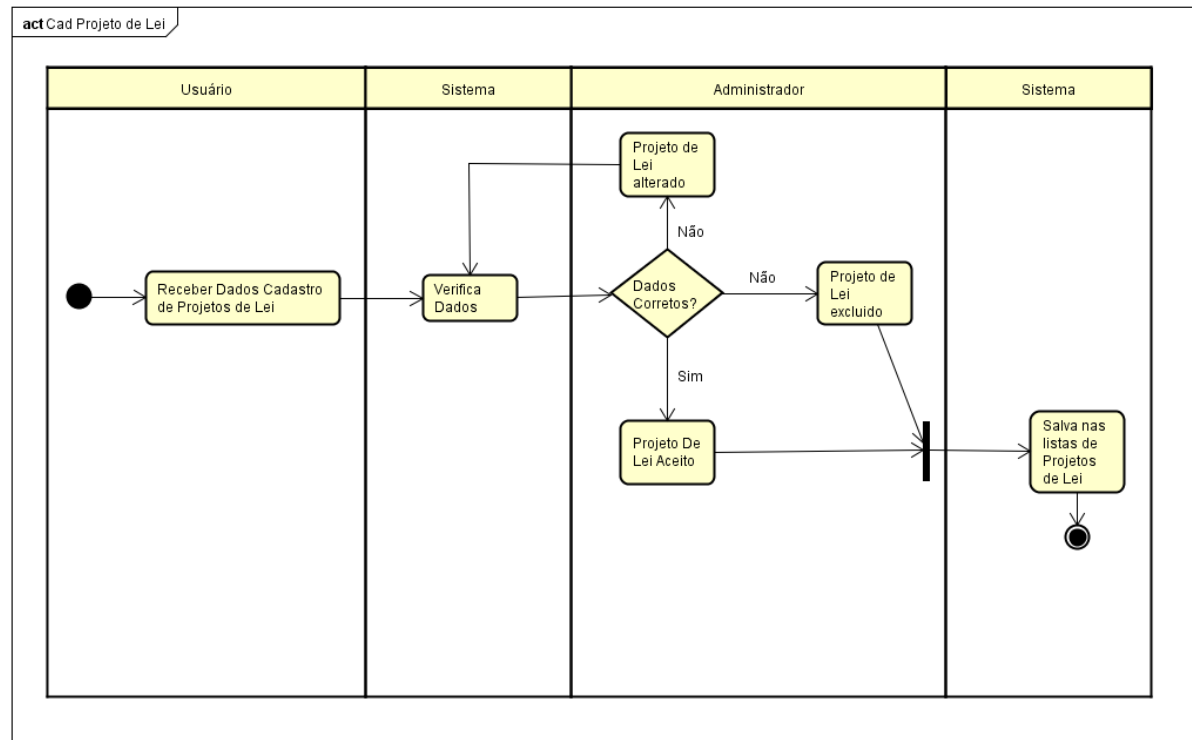 act Cad Projeto de Lei
Usuário
Sistema
Administrador
Sistema
Projeto de
Lei
alterado
Não
Receber Dados Cadastro
de Projetos de Lei
Verifica
Dados
Dados
Corretos?
Não
Projeto de
Lei
excluido
Sim
Projeto De
Lei Aceito
Salva nas
listas de
Projetos
de Lei